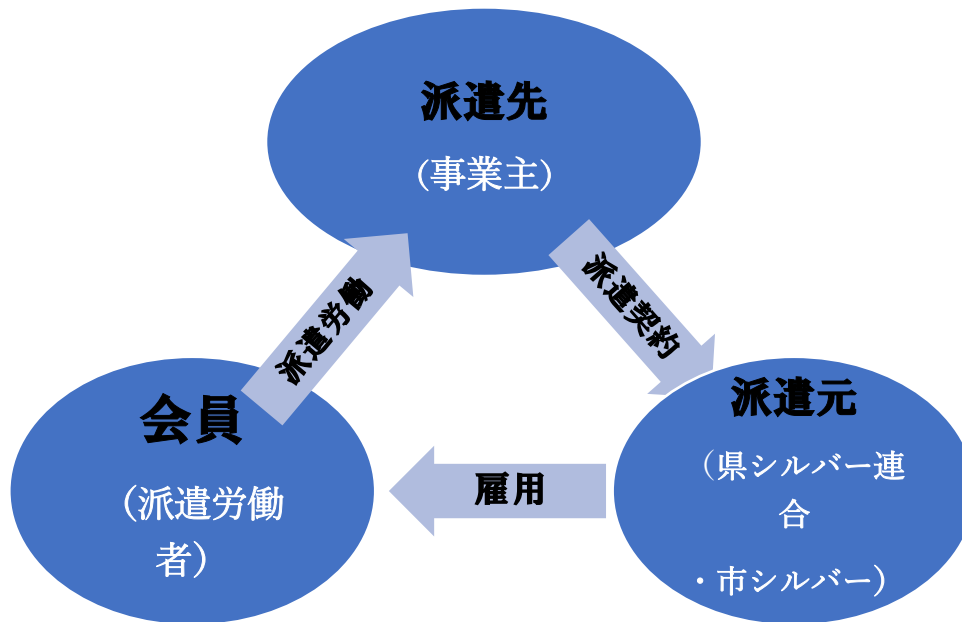 派遣先
(事業主)
派遣労働
派遣契約
会員
(派遣労働
者)
雇用
派遣元
(県シルバー連
合
・市シルバー)